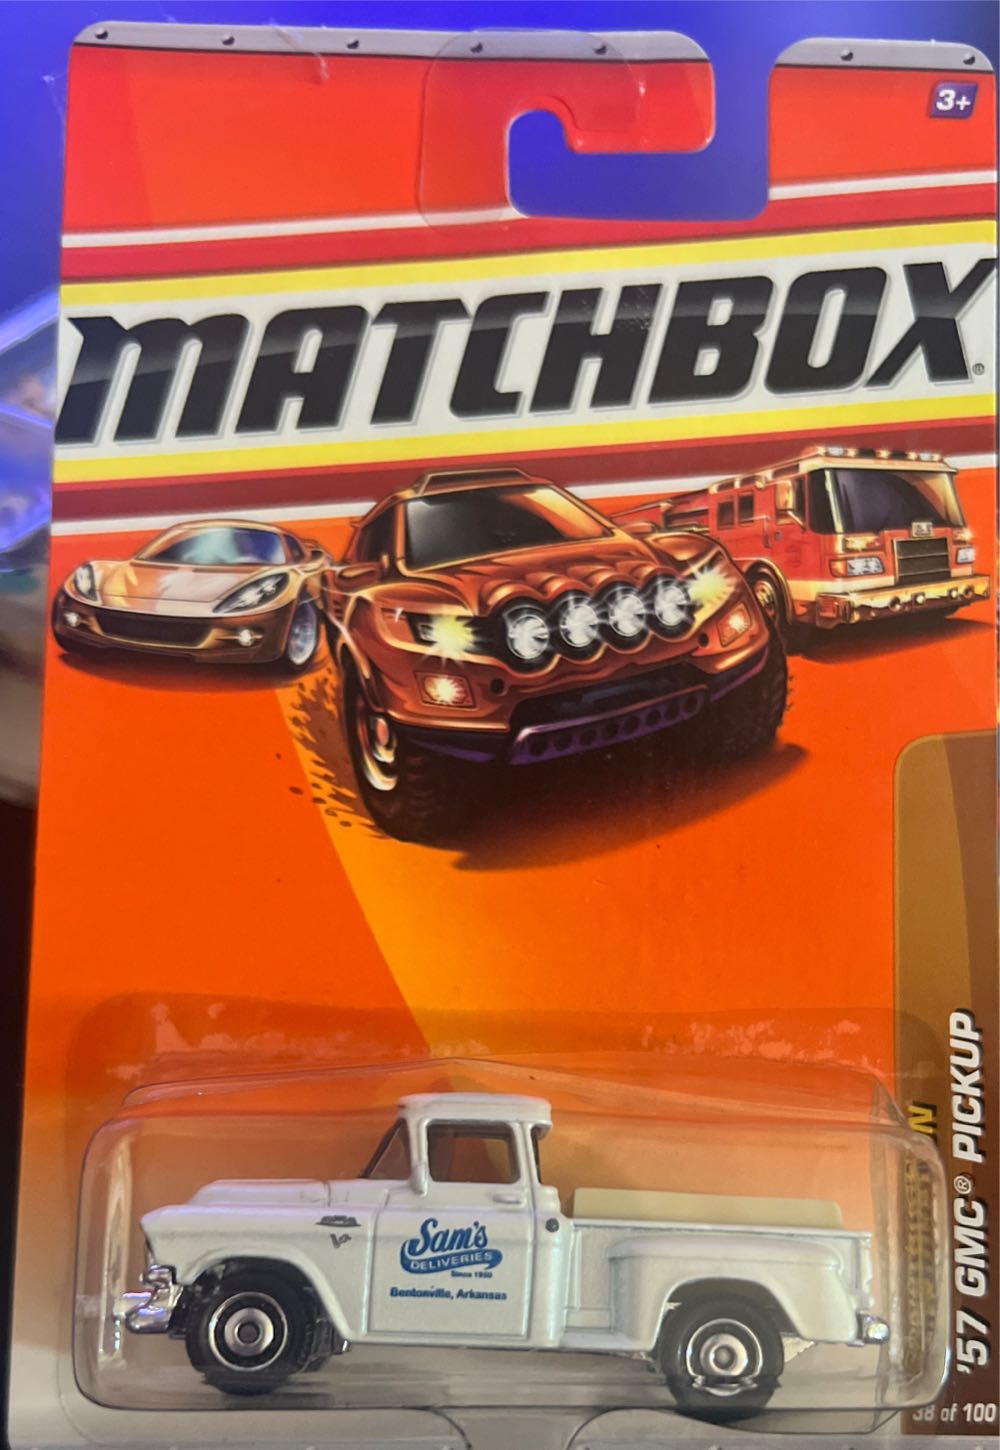 3+
MATCHBOX®
'57 GMC® PICKUP
38 of 100
Sam's
DELIVERIES
Since 1950
Bentonville, Arkansas